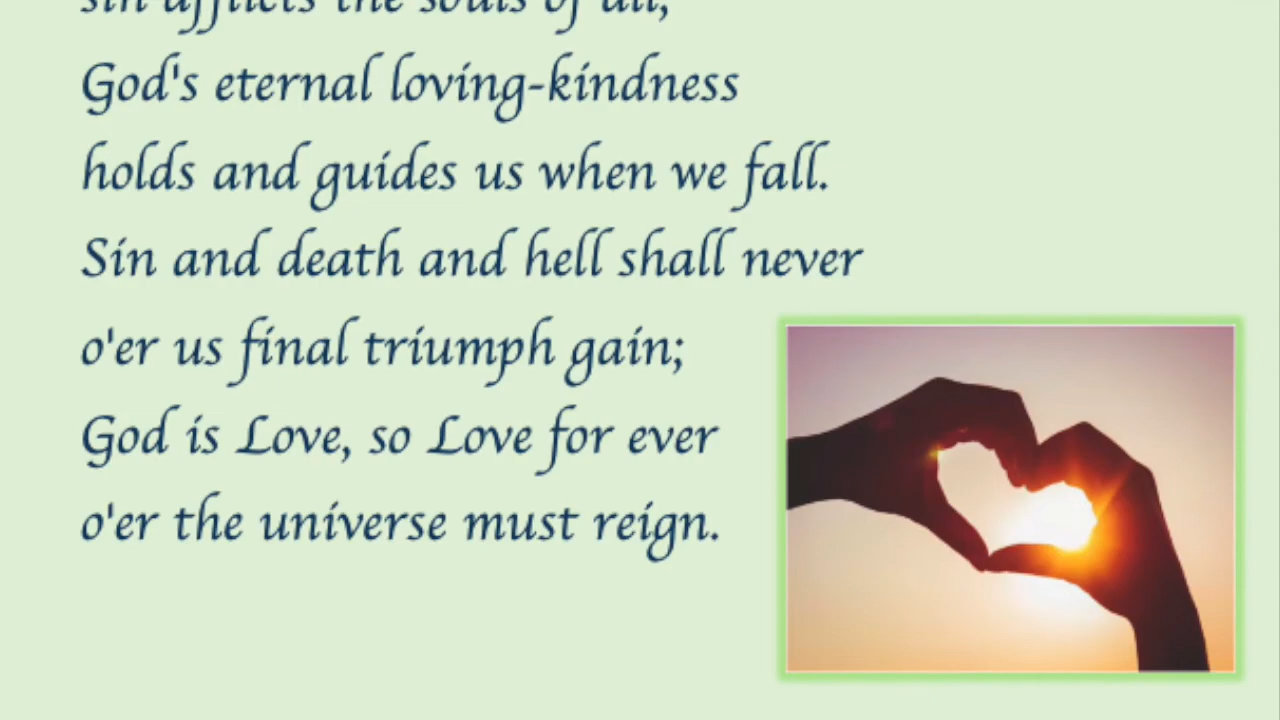 sin afflicts the souls of all,
God's eternal loving-kindness
holds and guides us when we fall.
Sin and death and hell shall never
o'er us final triumph gain;
God is Love, so Love for ever
o'er the universe must reign.